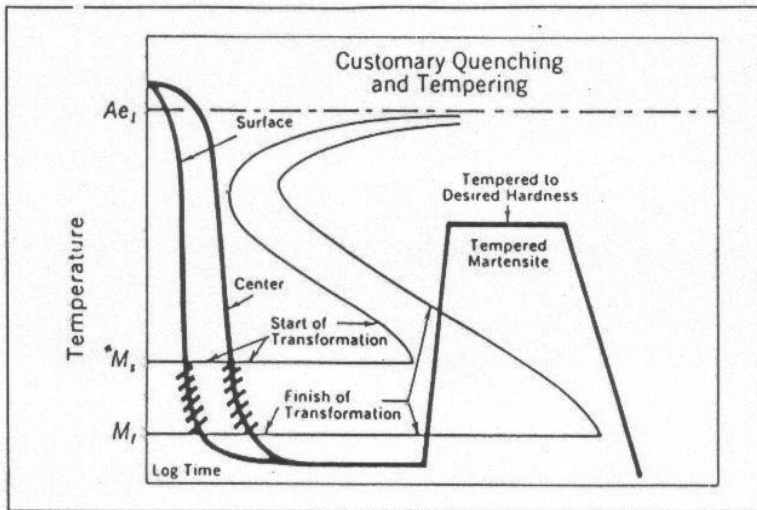 Customary Quenching
and Tempering
Ae₁
Surface
Tempered to
Desired Hardness
Tempered
Martensite
Temperature
Center
Start of
Transformation
*Mₛ
Finish of
Transformation
M_f
Log Time